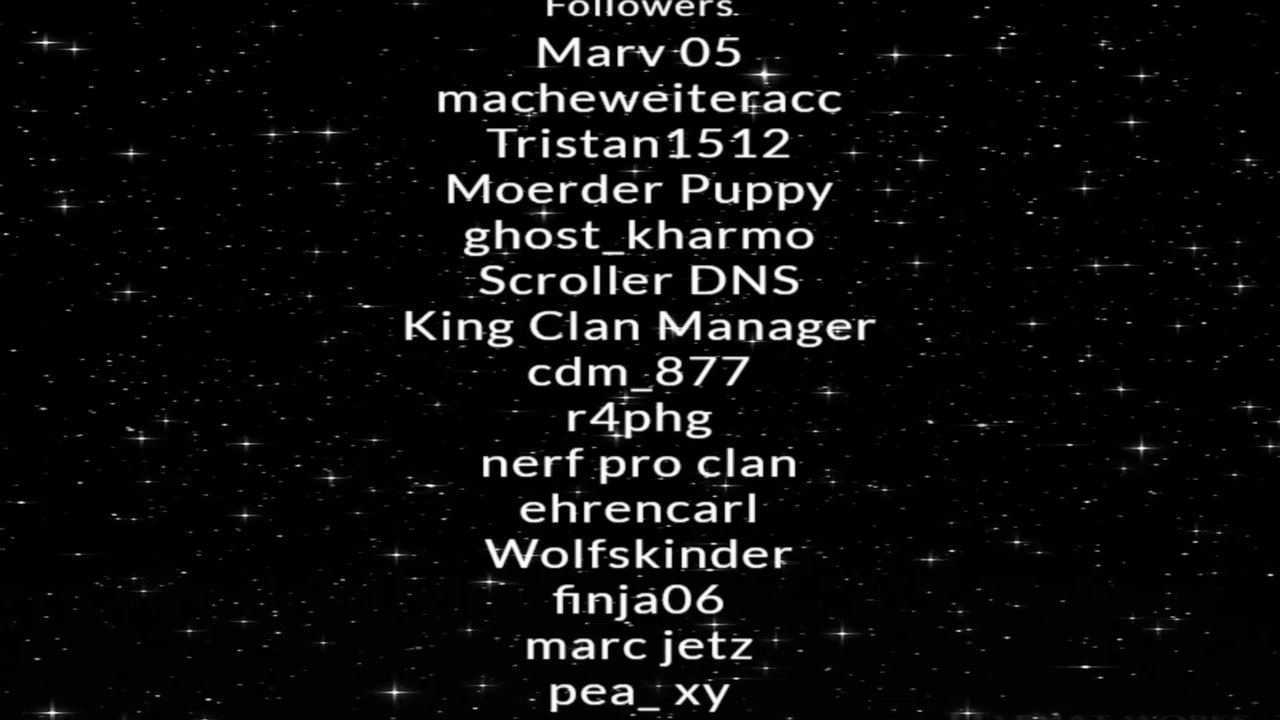 Followers
Marv 05
macheweiteracc
Tristan1512
Moerder Puppy
ghost_kharmo
Scroller DNS
King Clan Manager
cdm_877
r4phg
nerf pro clan
ehrencarl
Wolfskinder
finja06
marc jetz
pea_ xy